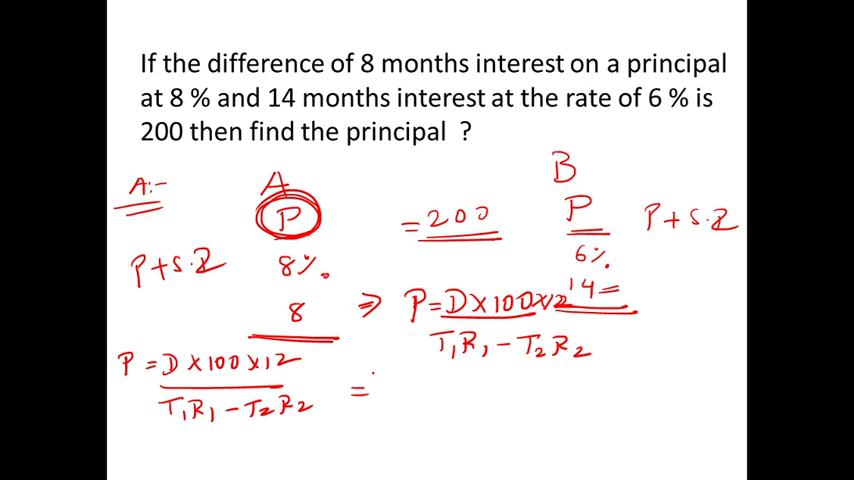 If the difference of 8 months interest on a principal
at 8 % and 14 months interest at the rate of 6 % is
200 then find the principal ?
A:- A B
P = 200 P P+S.I
P+S.I 8% 6%
8 ⇒ P = D×100×12 14
T₁R₁ - T₂R₂
P = D×100×12
T₁R₁ - T₂R₂ =